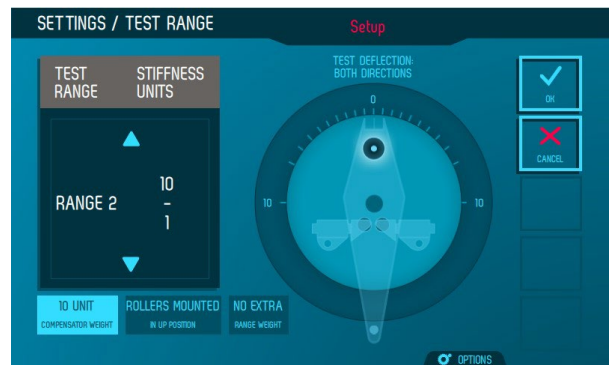 SETTINGS / TEST RANGE
Setup
TEST RANGE
STIFFNESS UNITS
RANGE 2
10
-
1
10 UNIT
COMPENSATOR WEIGHT
ROLLERS MOUNTED
IN UP POSITION
NO EXTRA
RANGE WEIGHT
TEST DEFLECTION:
BOTH DIRECTIONS
0
10
10
OK
CANCEL
OPTIONS